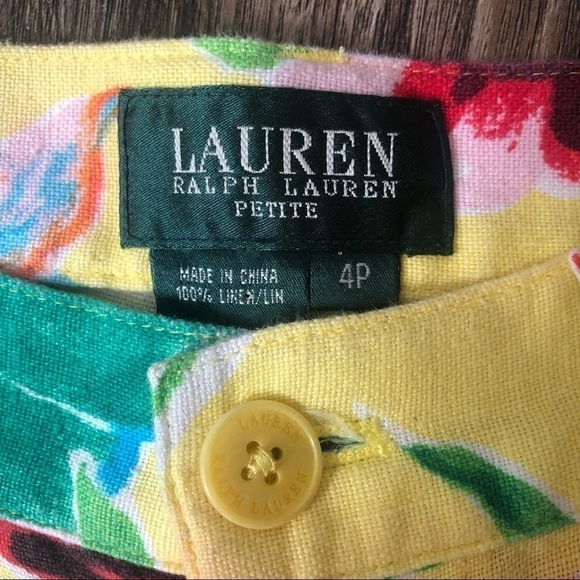 LAUREN
RALPH LAUREN
PETITE
MADE IN CHINA
100% LINEN/LIN
4P
LAUREN
RALPH LAUREN